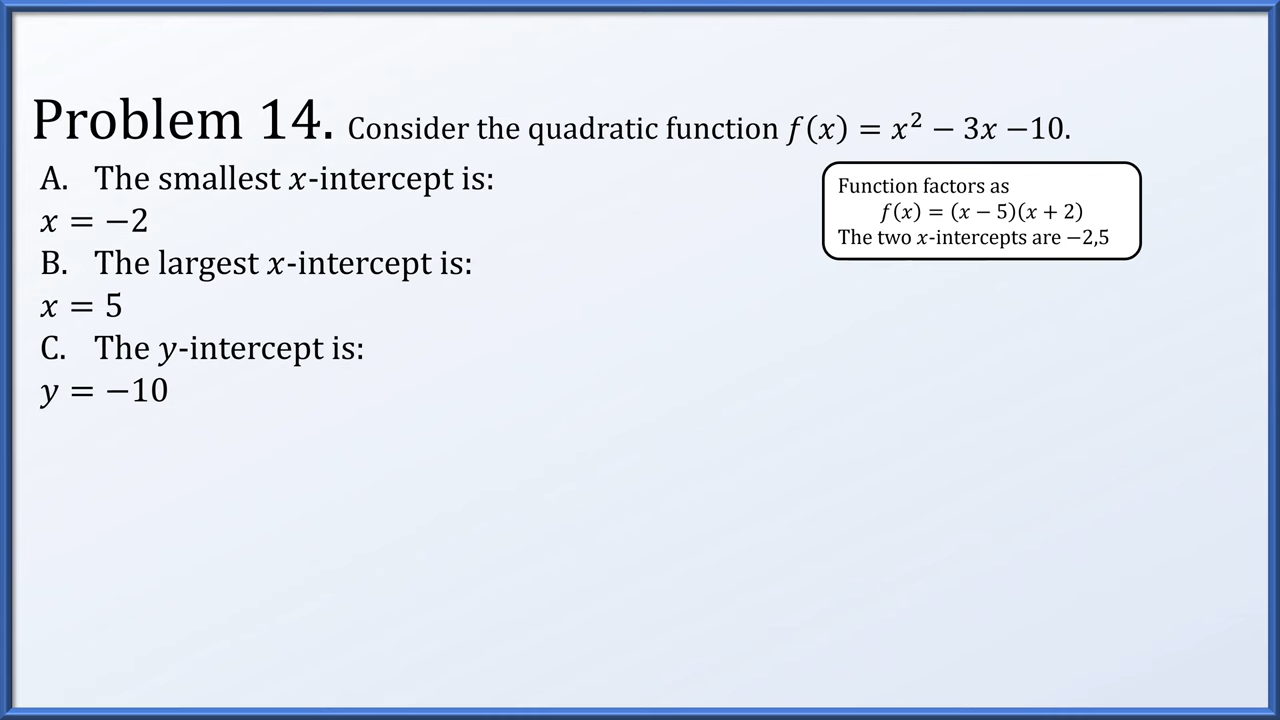 Problem 14. Consider the quadratic function f(x) = x² − 3x −10.
A. The smallest x-intercept is:
x = −2
B. The largest x-intercept is:
x = 5
C. The y-intercept is:
y = −10
Function factors as
f(x) = (x − 5)(x + 2)
The two x-intercepts are −2,5